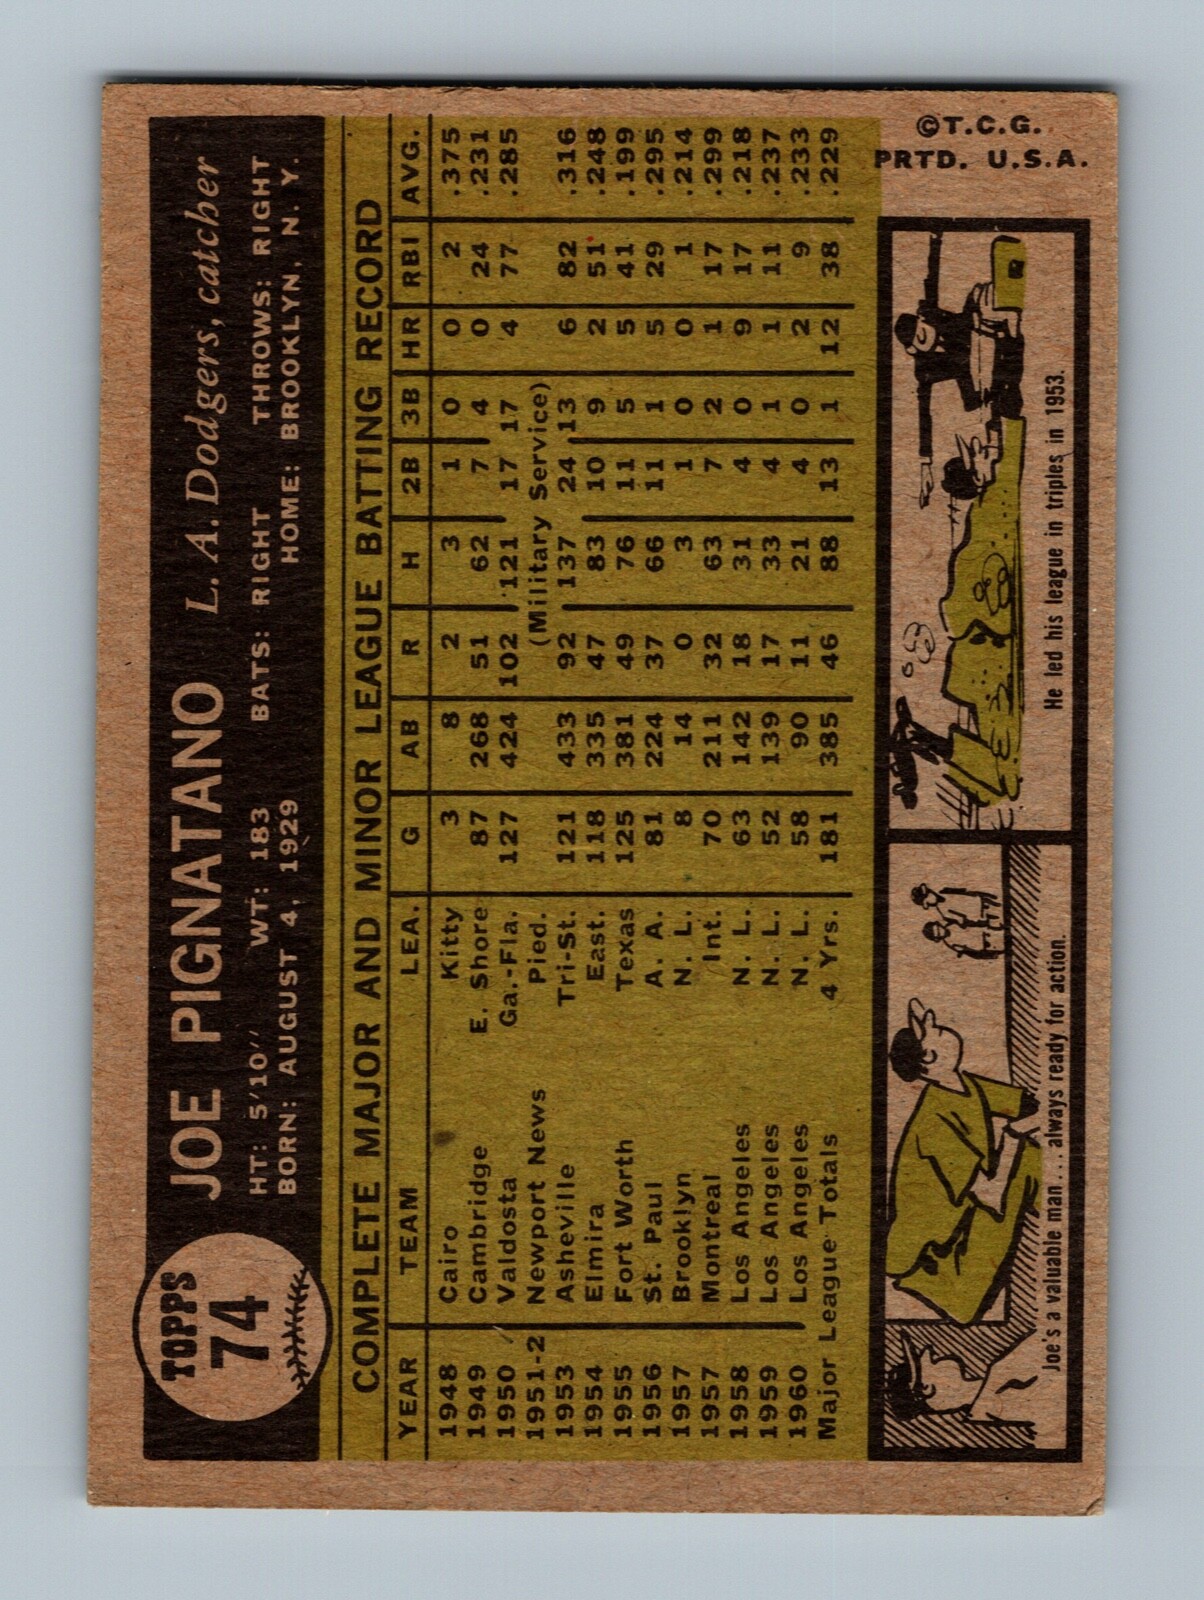 TOPPS
74
JOE PIGNATANO L. A. Dodgers, catcher
HT: 5'10" WT: 183 BATS: RIGHT THROWS: RIGHT
BORN: AUGUST 4, 1929 HOME: BROOKLYN, N. Y.
COMPLETE MAJOR AND MINOR LEAGUE BATTING RECORD
YEAR TEAM LEA. G AB R H 2B 3B HR RBI AVG.
1948 Cairo Kitty 3 8 2 3 1 0 0 2 .375
1949 Cambridge E. Shore 87 268 51 62 7 4 0 24 .231
1950 Valdosta Ga.-Fla. 127 424 102 121 17 17 4 77 .285
1951-2 Newport News Pied. (Military Service)
1953 Asheville Tri-St. 121 433 92 137 24 13 6 82 .316
1954 Elmira East. 118 335 47 83 10 9 2 51 .248
1955 Fort Worth Texas 125 381 49 76 11 5 5 41 .199
1956 St. Paul A. A. 81 224 37 66 11 1 5 29 .295
1957 Brooklyn N. L. 8 14 0 3 1 0 0 1 .214
1957 Montreal Int. 70 211 32 63 7 2 1 17 .299
1958 Los Angeles N. L. 63 142 18 31 4 0 9 17 .218
1959 Los Angeles N. L. 52 139 17 33 4 1 1 11 .237
1960 Los Angeles N. L. 58 90 11 21 4 0 2 9 .233
Major League Totals 4 Yrs. 181 385 46 88 13 1 12 38 .229
Joe's a valuable man...always ready for action.
He led his league in triples in 1953.
©T.C.G.
PRTD. U.S.A.